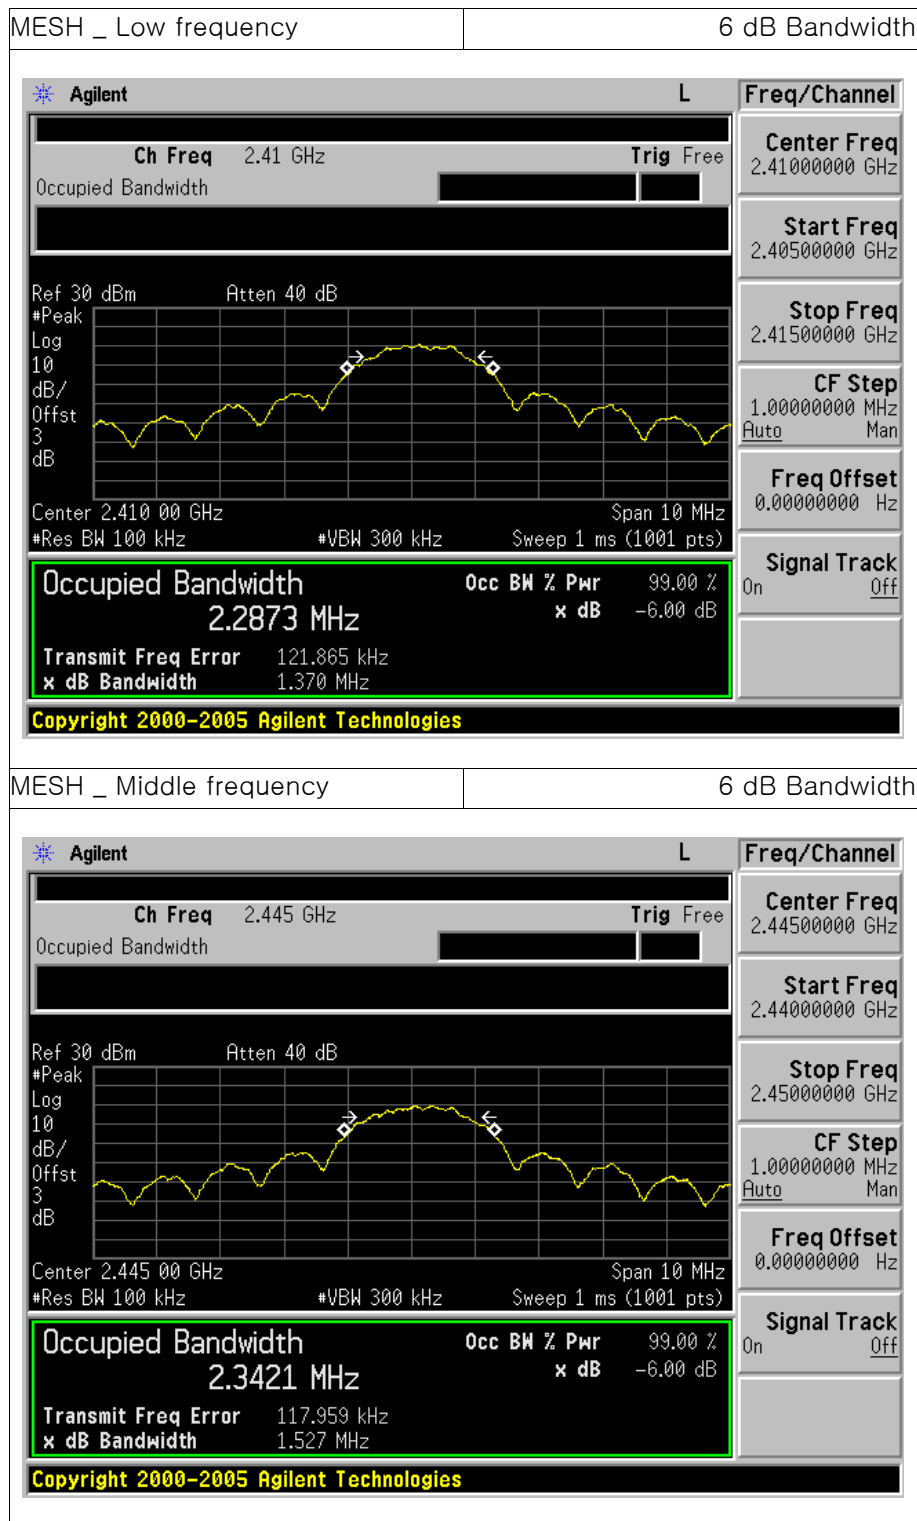 MESH _ Low frequency 6 dB Bandwidth
Agilent L Freq/Channel
Ch Freq 2.41 GHz Trig Free
Occupied Bandwidth
Center Freq
2.41000000 GHz
Start Freq
2.40500000 GHz
Ref 30 dBm Atten 40 dB
#Peak
Log
10
dB/
Offst
3
dB
Stop Freq
2.41500000 GHz
CF Step
1.00000000 MHz
Auto Man
Freq Offset
0.00000000 Hz
Center 2.410 00 GHz Span 10 MHz
#Res BW 100 kHz #VBW 300 kHz Sweep 1 ms (1001 pts)
Signal Track
On Off
Occupied Bandwidth Occ BW % Pwr 99.00 %
2.2873 MHz x dB -6.00 dB
Transmit Freq Error 121.865 kHz
x dB Bandwidth 1.370 MHz
Copyright 2000-2005 Agilent Technologies
MESH _ Middle frequency 6 dB Bandwidth
Agilent L Freq/Channel
Ch Freq 2.445 GHz Trig Free
Occupied Bandwidth
Center Freq
2.44500000 GHz
Start Freq
2.44000000 GHz
Ref 30 dBm Atten 40 dB
#Peak
Log
10
dB/
Offst
3
dB
Stop Freq
2.45000000 GHz
CF Step
1.00000000 MHz
Auto Man
Freq Offset
0.00000000 Hz
Center 2.445 00 GHz Span 10 MHz
#Res BW 100 kHz #VBW 300 kHz Sweep 1 ms (1001 pts)
Signal Track
On Off
Occupied Bandwidth Occ BW % Pwr 99.00 %
2.3421 MHz x dB -6.00 dB
Transmit Freq Error 117.959 kHz
x dB Bandwidth 1.527 MHz
Copyright 2000-2005 Agilent Technologies